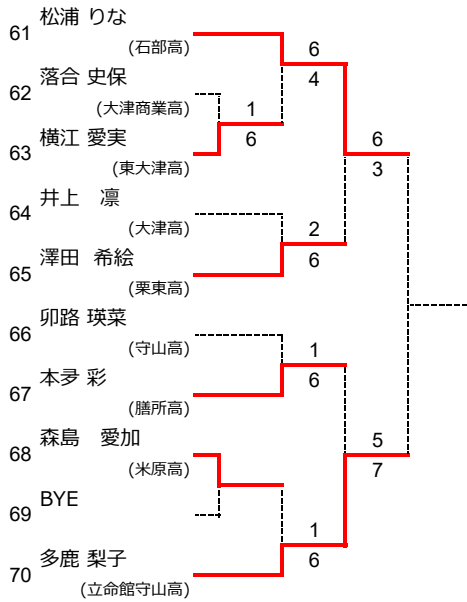 松浦 りな
61
(石部高)
6
4
落合 史保
62
(大津商業高)
1
6
横江 愛実
63
(東大津高)
6
3
井上　凛
64
(大津高)
2
6
澤田 希絵
65
(栗東高)
卯路 瑛菜
66
(守山高)
1
6
本夛 彩
67
(膳所高)
森島　愛加
68
(米原高)
5
7
BYE
69
1
6
多鹿 梨子
70
(立命館守山高)